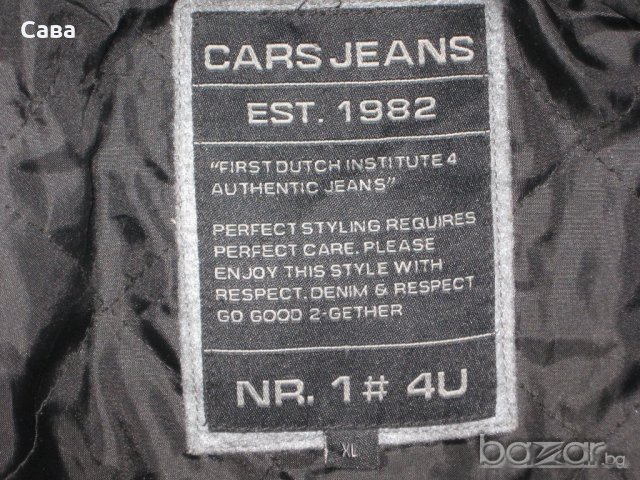 Сава
CARS JEANS
EST. 1982
"FIRST DUTCH INSTITUTE 4
AUTHENTIC JEANS"
PERFECT STYLING REQUIRES
PERFECT CARE. PLEASE
ENJOY THIS STYLE WITH
RESPECT. DENIM & RESPECT
GO GOOD 2-GETHER
NR. 1 # 4U
XL
bazar.bg